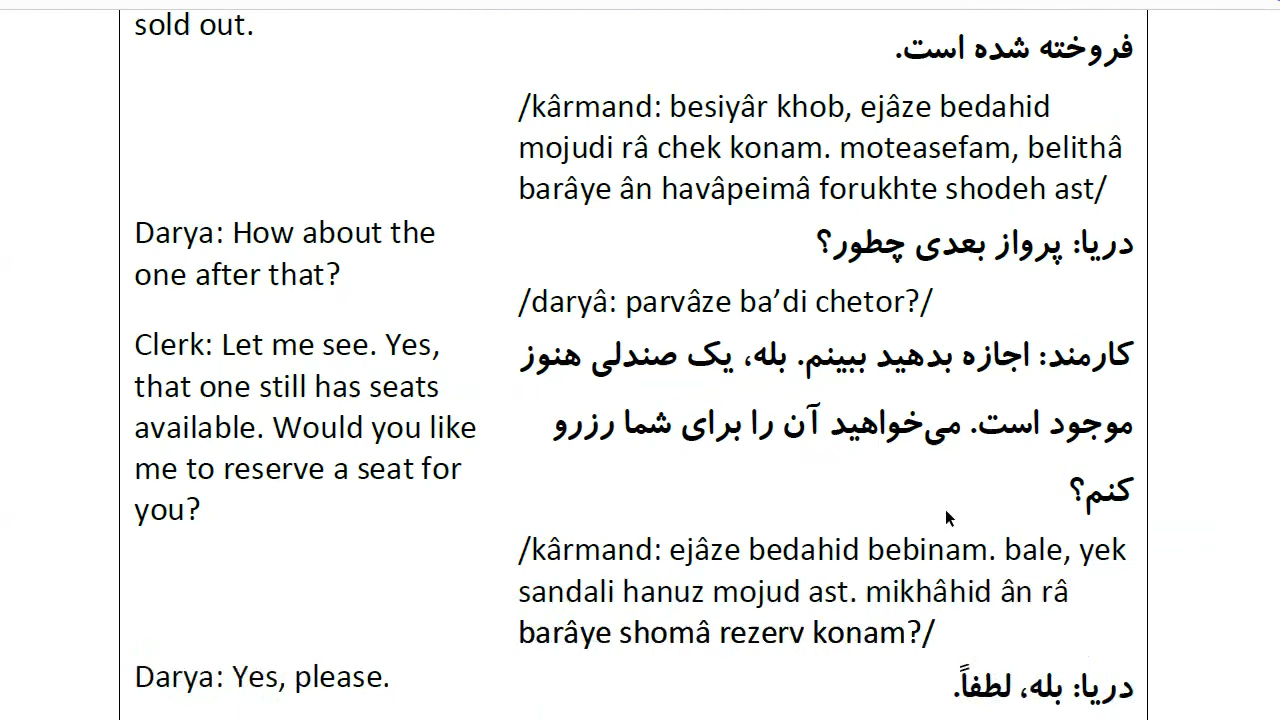 sold out.
فروخته شده است.
/kârmand: besiyâr khob, ejâze bedahid
mojudi râ chek konam. moteasefam, belithâ
barâye ân havâpeimâ forukhte shodeh ast/
Darya: How about the
one after that?
دریا: پرواز بعدی چطور؟
/daryâ: parvâze ba’di chetor?/
Clerk: Let me see. Yes,
that one still has seats
available. Would you like
me to reserve a seat for
you?
کارمند: اجازه بدهید ببینم. بله، یک صندلی هنوز
موجود است. می‌خواهید آن را برای شما رزرو
کنم؟
/kârmand: ejâze bedahid bebinam. bale, yek
sandali hanuz mojud ast. mikhâhid ân râ
barâye shomâ rezerv konam?/
Darya: Yes, please.
دریا: بله، لطفاً.